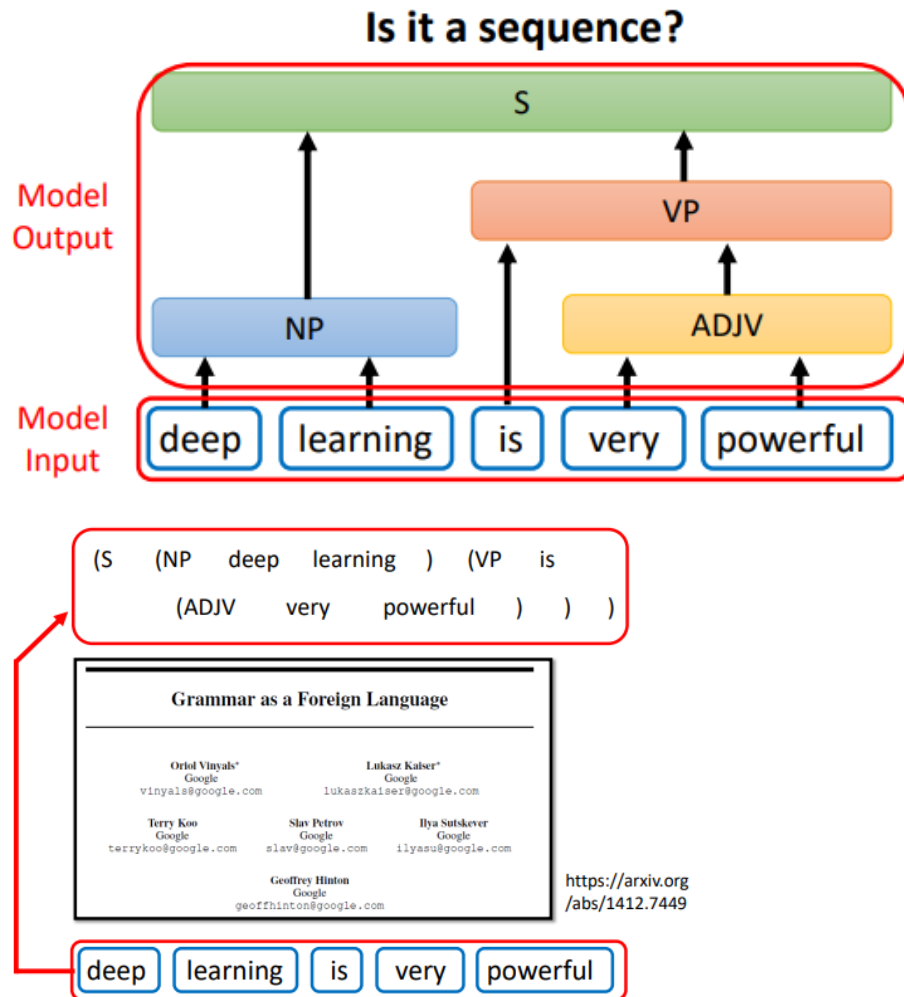 Is it a sequence?
S
Model
Output
VP
NP
ADJV
Model
Input
deep learning is very powerful
(S (NP deep learning ) (VP is
(ADJV very powerful ) ) )
Grammar as a Foreign Language
Oriol Vinyals* Lukasz Kaiser*
Google Google
vinyals@google.com lukaszkaiser@google.com
Terry Koo Slav Petrov Ilya Sutskever
Google Google Google
terrykoo@google.com slav@google.com ilyasu@google.com
Geoffrey Hinton
Google
geoffhinton@google.com
https://arxiv.org
/abs/1412.7449
deep learning is very powerful